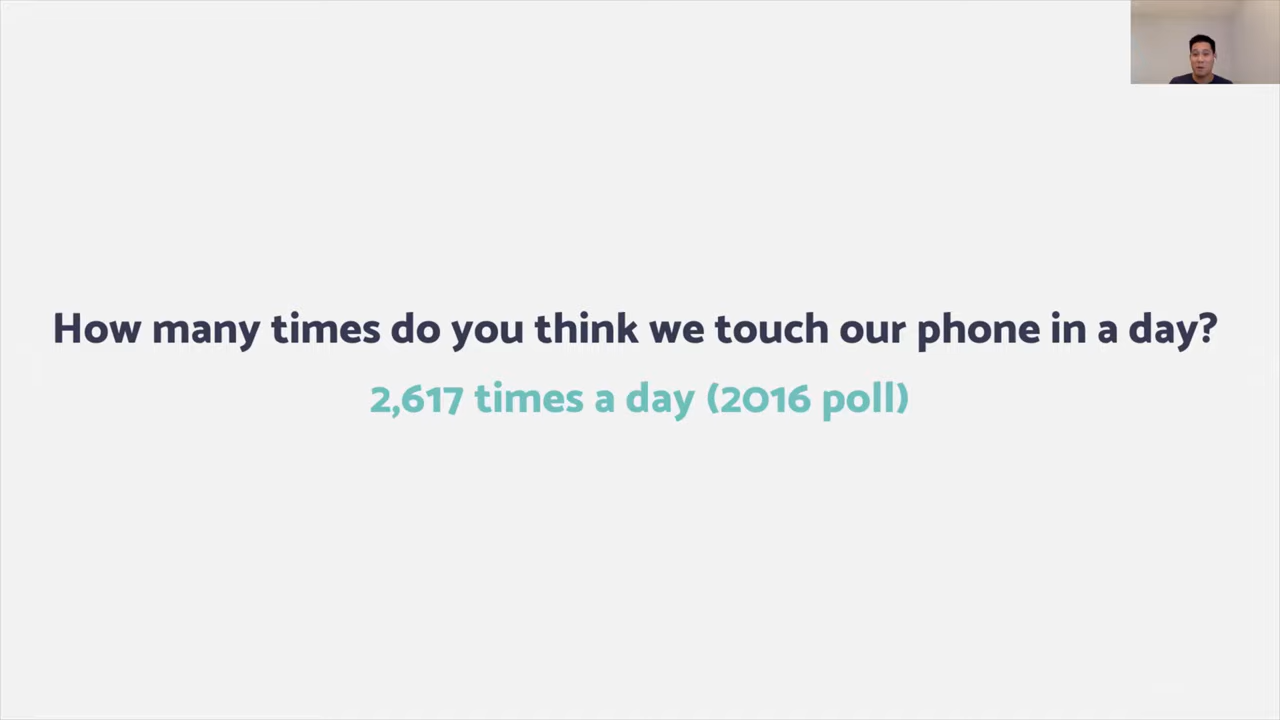 How many times do you think we touch our phone in a day?
2,617 times a day (2016 poll)